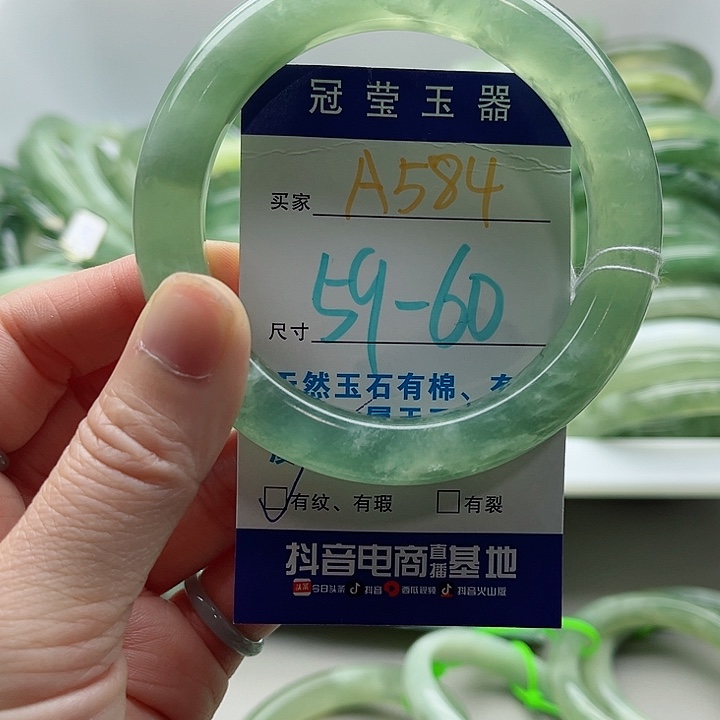 冠莹玉器
买家 A584
尺寸 59-60
天然玉石有棉、有
有纹、有瑕 有裂
抖音电商直播基地
头条 今日头条 抖音 西瓜视频 抖音火山版